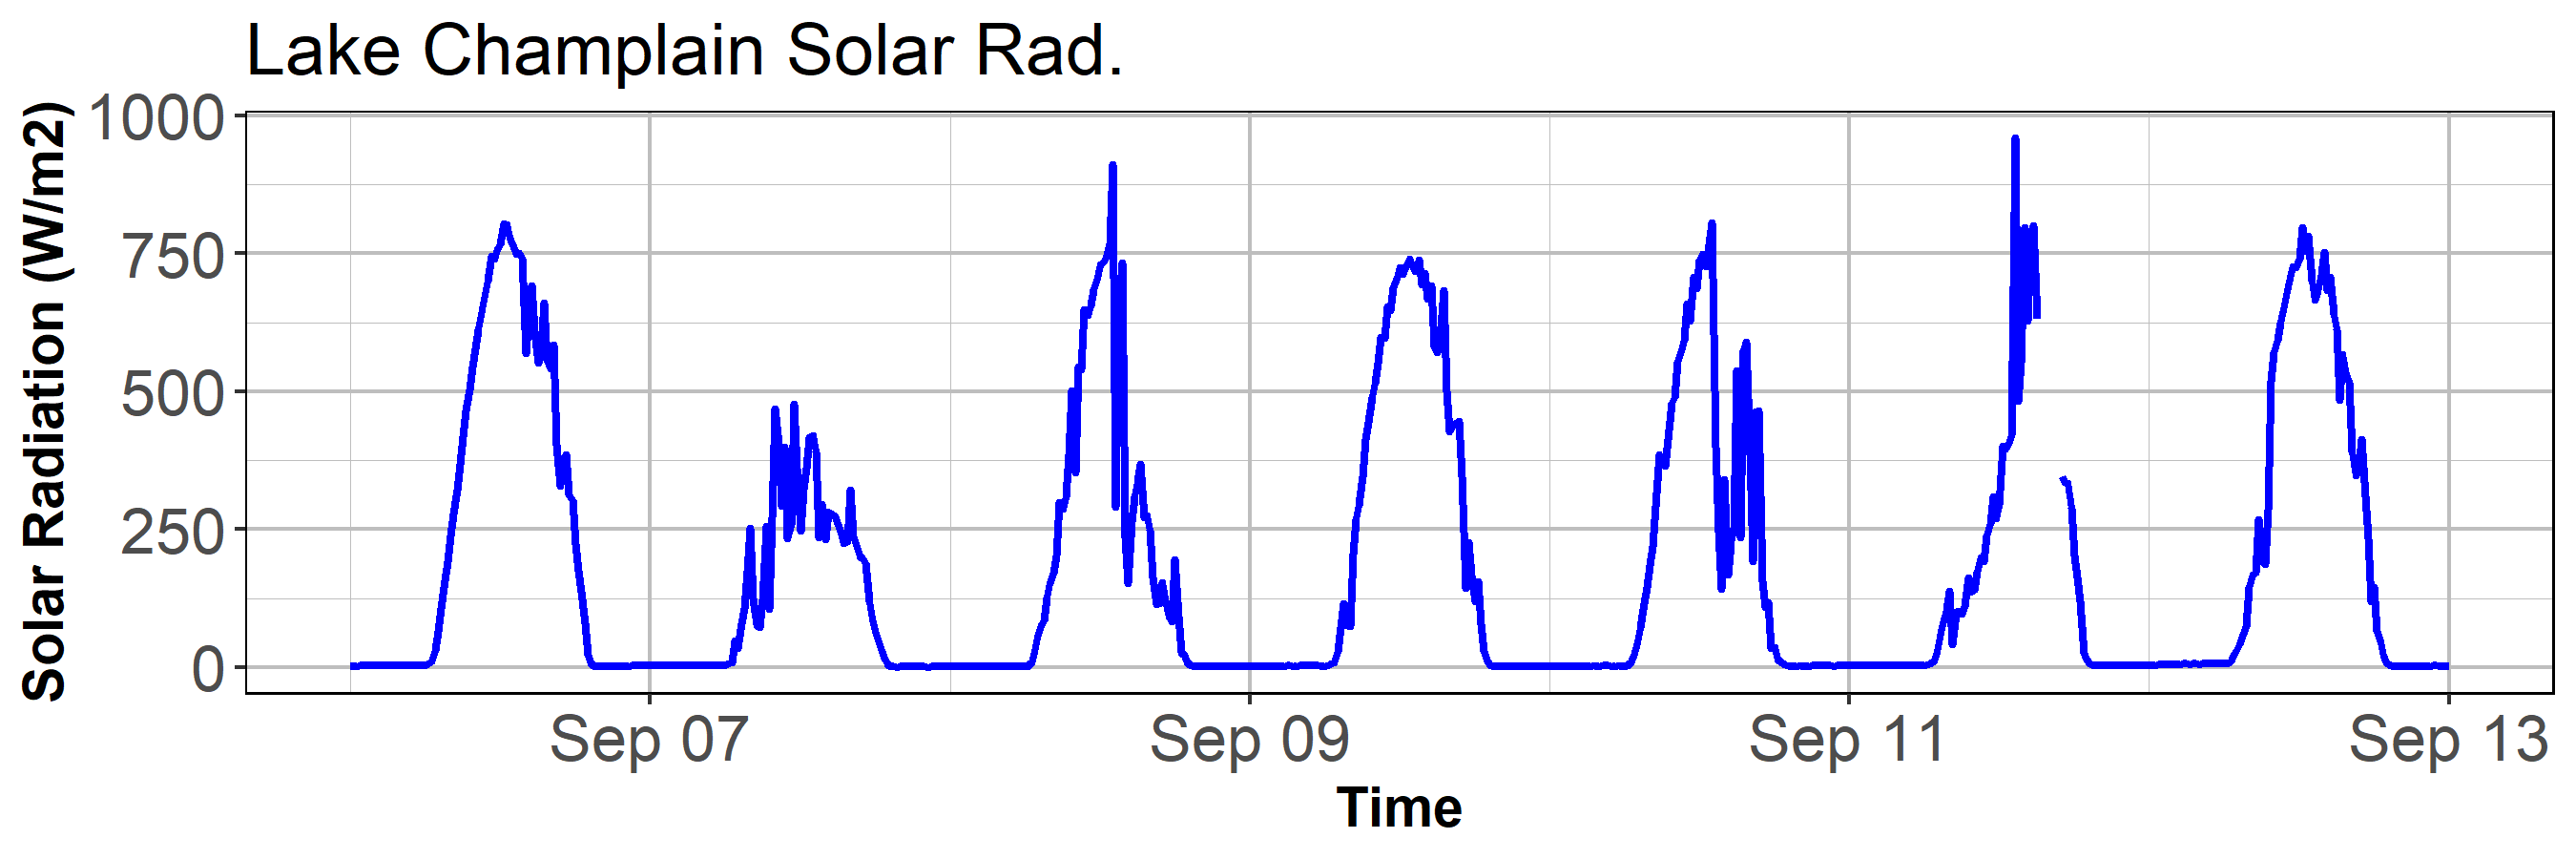 Lake Champlain Solar Rad.
Solar Radiation (W/m2)
1000
750
500
250
0
Sep 07 Sep 09 Sep 11 Sep 13
Time